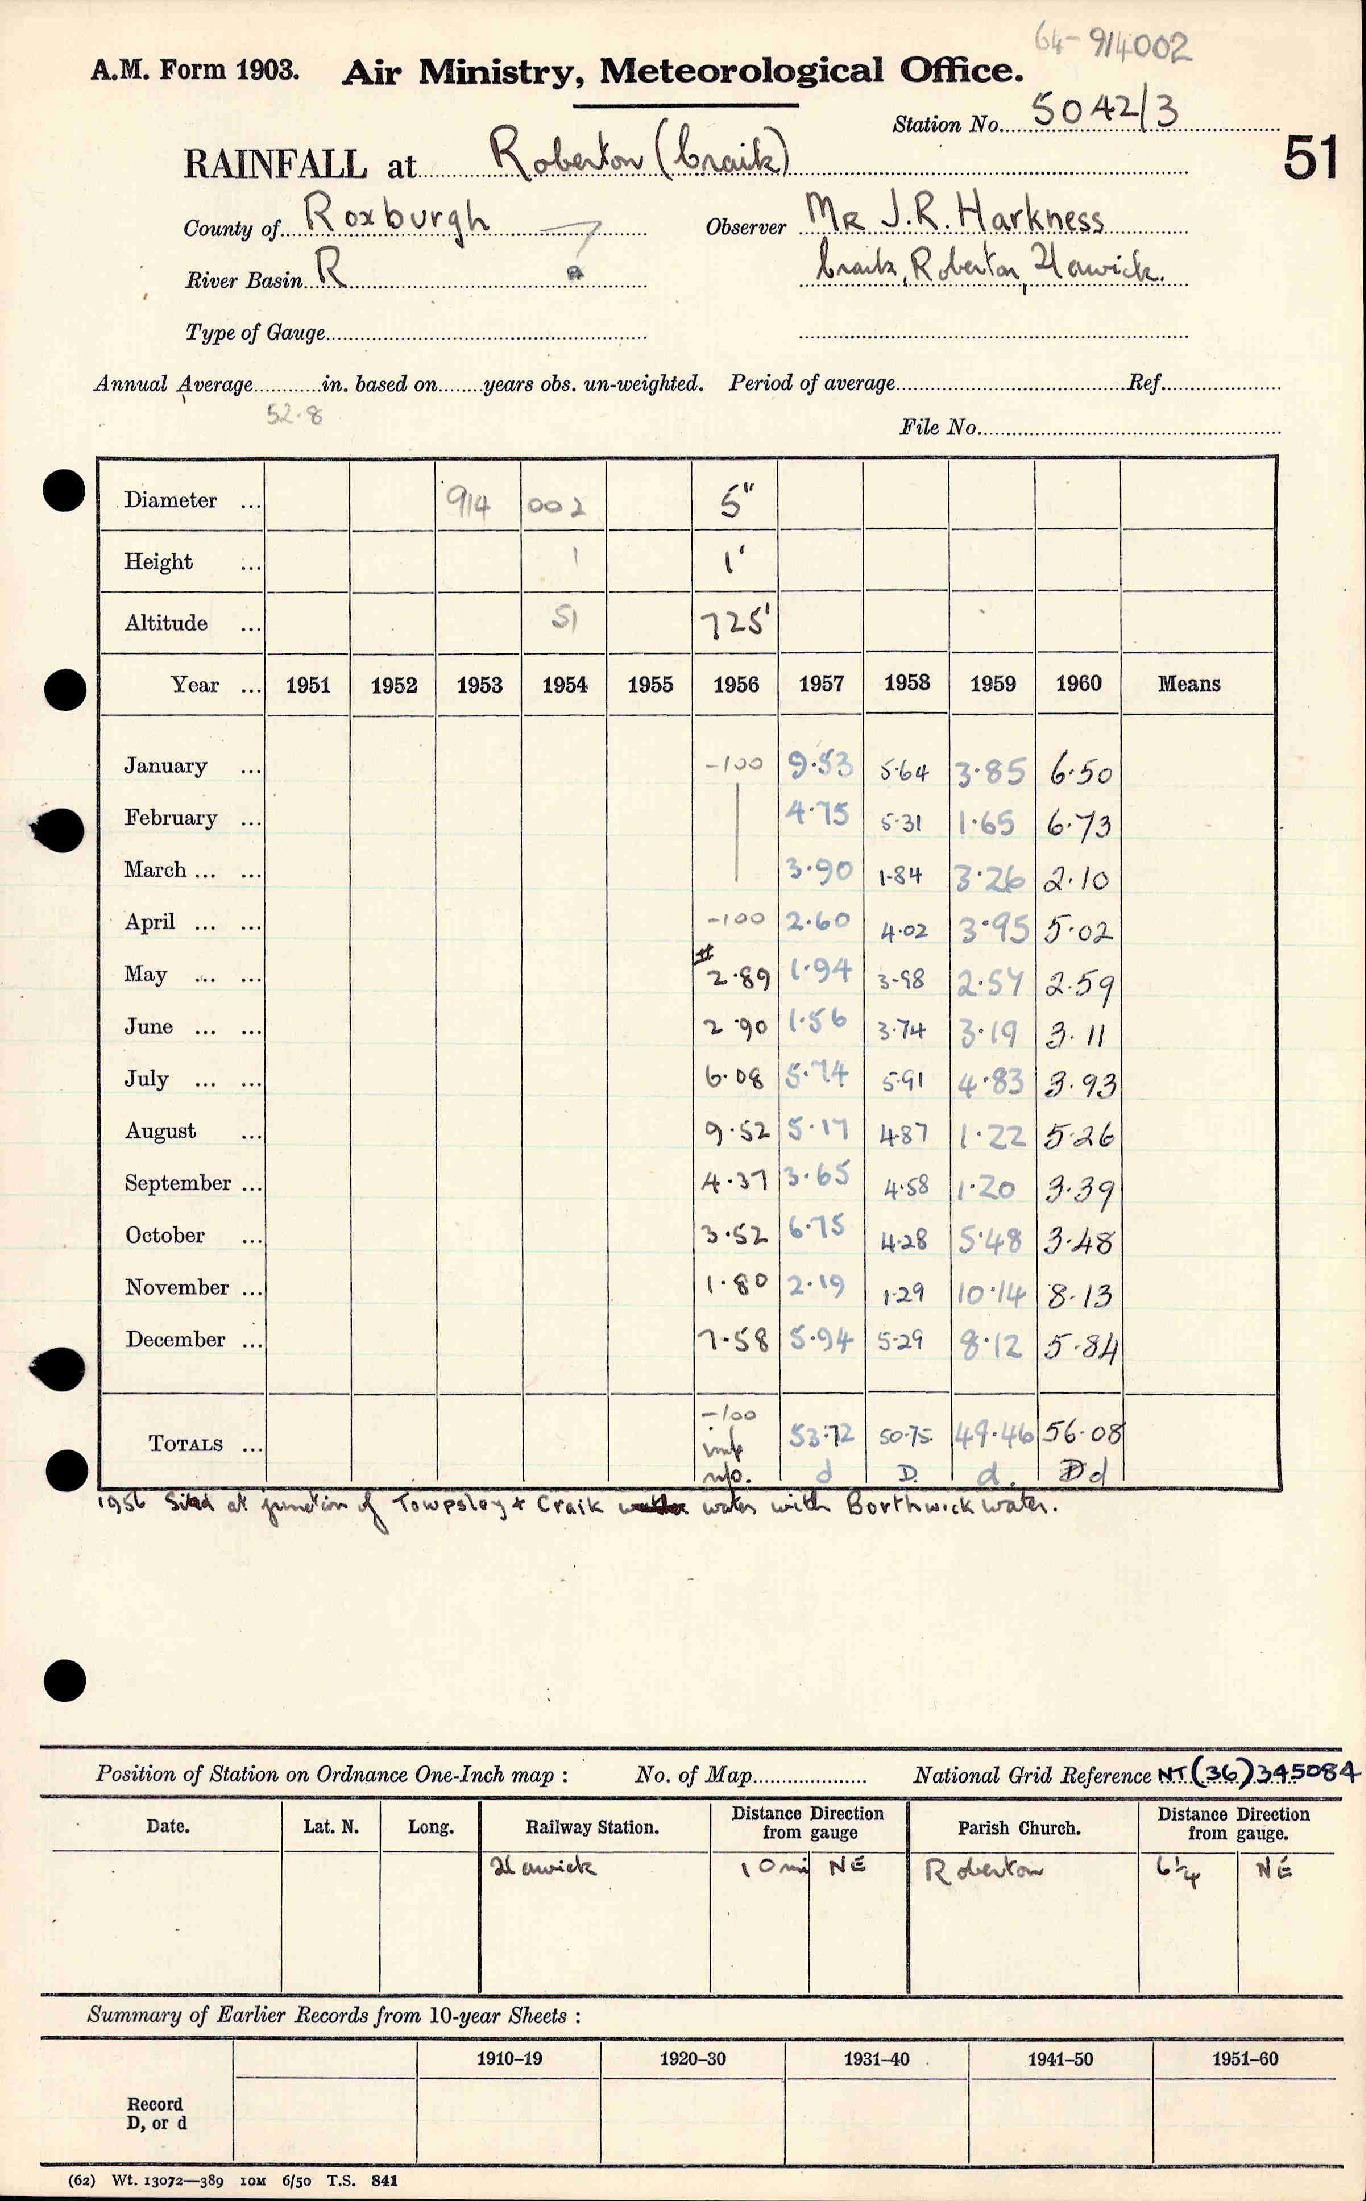 64-914002
A.M. Form 1903. Air Ministry, Meteorological Office.
Station No. 5042/3
51
RAINFALL at Roberton (Craik)
County of Roxburgh Observer Mr J.R. Harkness
River Basin R ? Craik, Roberton, Hawick.
Type of Gauge
Annual Average in. based on years obs. un-weighted. Period of average Ref.
52.8
File No.
Diameter ... 914 002 5"
Height ... 1 1'
Altitude ... 51 725'
Year ... 1951 1952 1953 1954 1955 1956 1957 1958 1959 1960 Means
January ... -100 9.53 5.64 3.85 6.50
February ... 4.75 5.31 1.65 6.73
March ... ... 3.90 1.84 3.26 2.10
April ... ... -100 2.60 4.02 3.95 5.02
May ... ... # 2.89 1.94 3.98 2.57 2.59
June ... ... 2.90 1.56 3.74 3.19 3.11
July ... ... 6.08 5.74 5.91 4.83 3.93
August ... 9.52 5.17 4.87 1.22 5.26
September ... 4.37 3.65 4.58 1.20 3.39
October ... 3.52 6.75 4.28 5.48 3.48
November ... 1.80 2.19 1.29 10.14 8.13
December ... 7.58 5.94 5.29 8.12 5.84
-100
TOTALS ... 53.72 50.75 49.46 56.08
d D. d. Dd
1956 Sited at junction of Towpsley + Craik water with Borthwick water.
Position of Station on Ordnance One-Inch map : No. of Map National Grid Reference NT (36) 345084
Date. Lat. N. Long. Railway Station. Distance Direction from gauge Parish Church. Distance Direction from gauge.
Hawick 10 mi NE Roberton 6¼ NE
Summary of Earlier Records from 10-year Sheets :
1910–19 1920–30 1931–40 1941–50 1951–60
Record
D, or d
(62) Wt. 13072—389 10M 6/50 T.S. 841